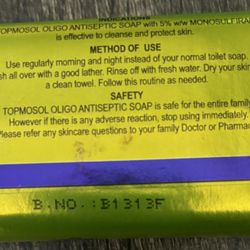 INDICATIONS
TOPMOSOL OLIGO ANTISEPTIC SOAP with 5% w/w MONOSULFIRAM
is effective to cleanse and protect skin.
METHOD OF USE
Use regularly morning and night instead of your normal toilet soap.
sh all over with a good lather. Rinse off with fresh water. Dry your skin
a clean towel. Follow this routine as needed.
SAFETY
TOPMOSOL OLIGO ANTISEPTIC SOAP is safe for the entire family
However if there is any adverse reaction, stop using immediately.
Please refer any skincare questions to your family Doctor or Pharma
B.NO.:B1313F